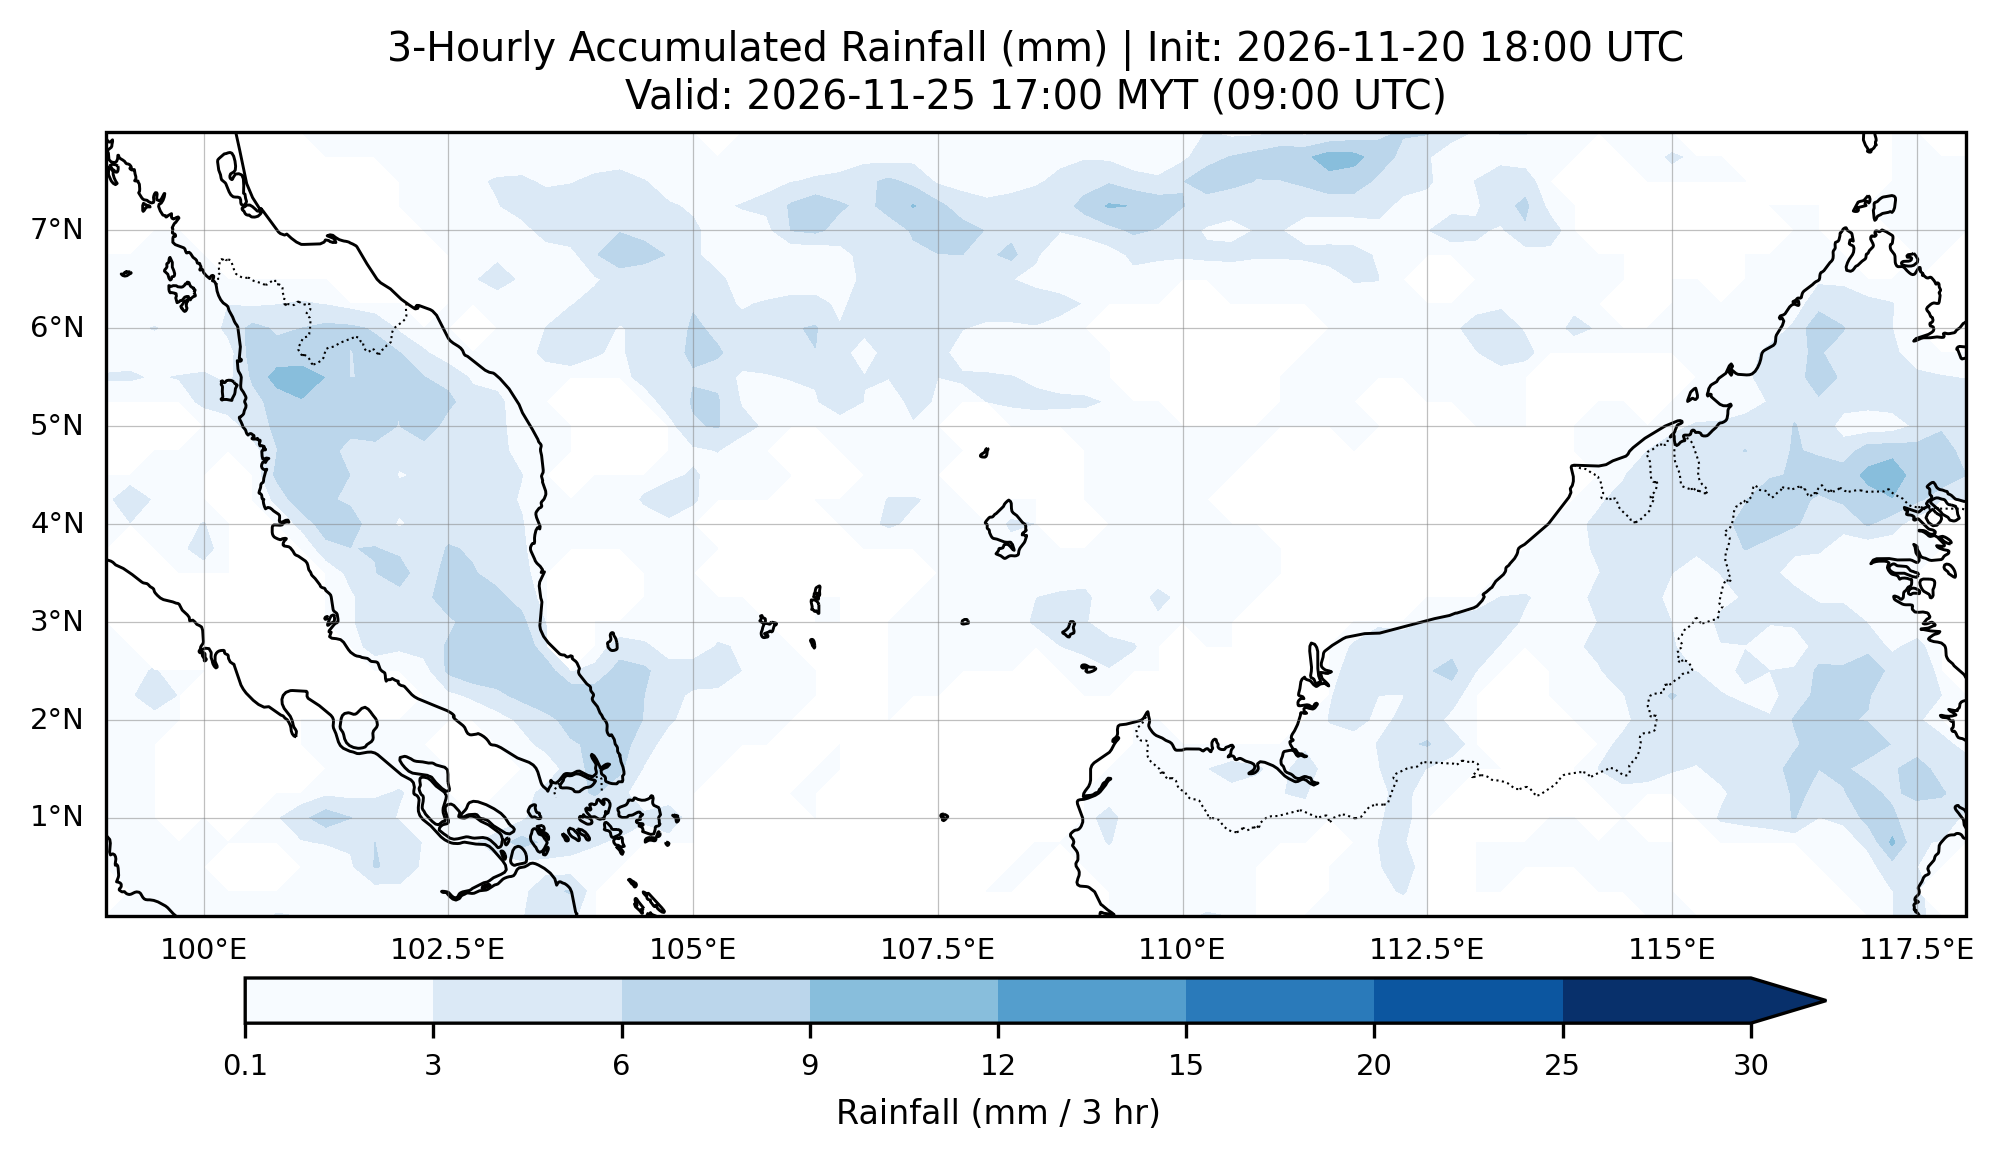 3-Hourly Accumulated Rainfall (mm) | Init: 2026-11-20 18:00 UTC
Valid: 2026-11-25 17:00 MYT (09:00 UTC)
7°N
6°N
5°N
4°N
3°N
2°N
1°N
100°E 102.5°E 105°E 107.5°E 110°E 112.5°E 115°E 117.5°E
0.1 3 6 9 12 15 20 25 30
Rainfall (mm / 3 hr)